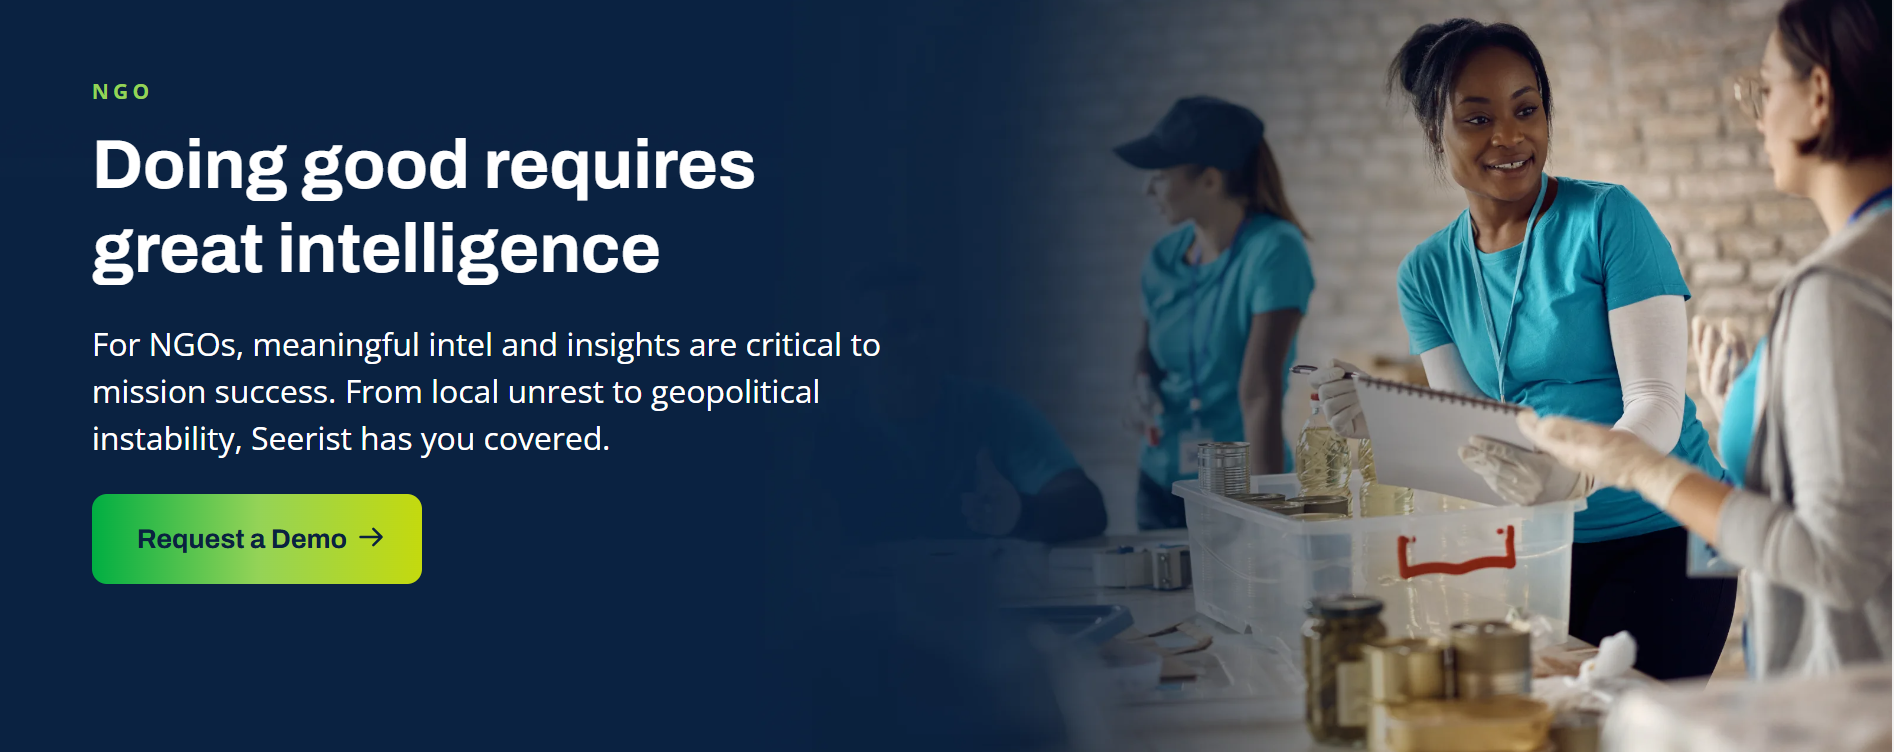 NGO
Doing good requires
great intelligence
For NGOs, meaningful intel and insights are critical to
mission success. From local unrest to geopolitical
instability, Seerist has you covered.
Request a Demo →